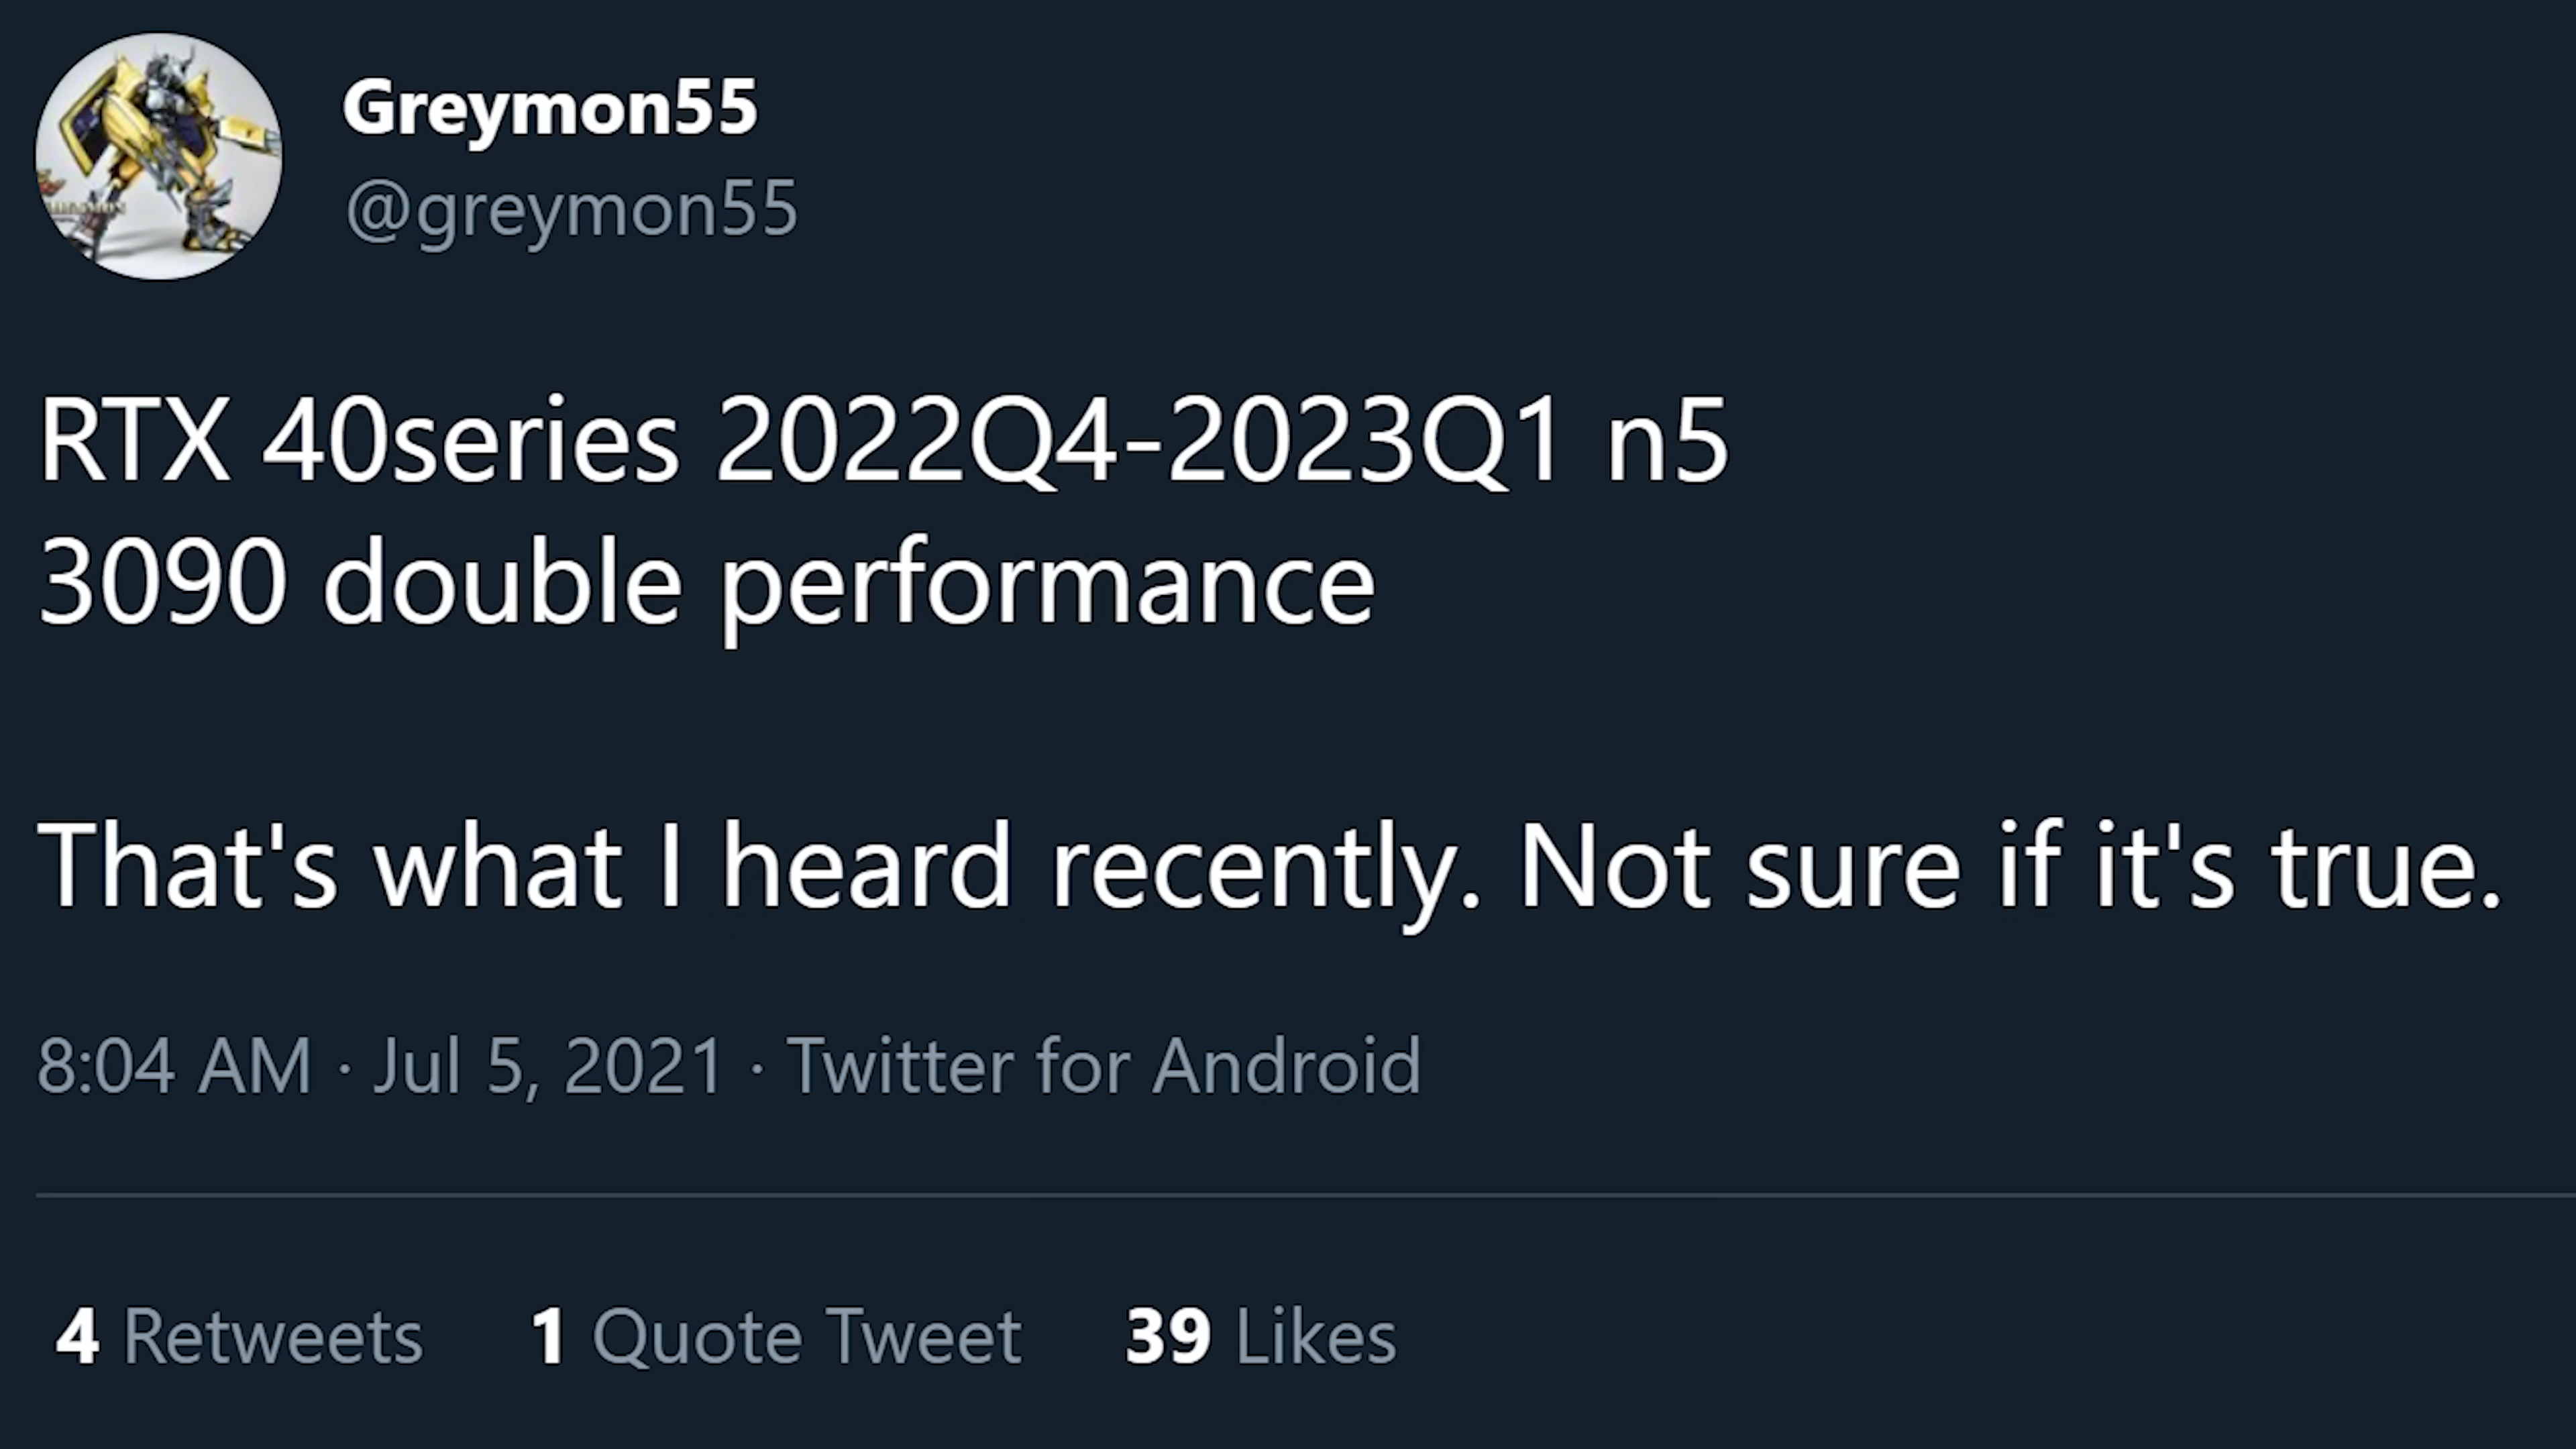 Greymon55
@greymon55
RTX 40series 2022Q4-2023Q1 n5
3090 double performance
That's what I heard recently. Not sure if it's true.
8:04 AM · Jul 5, 2021 · Twitter for Android
4 Retweets 1 Quote Tweet 39 Likes